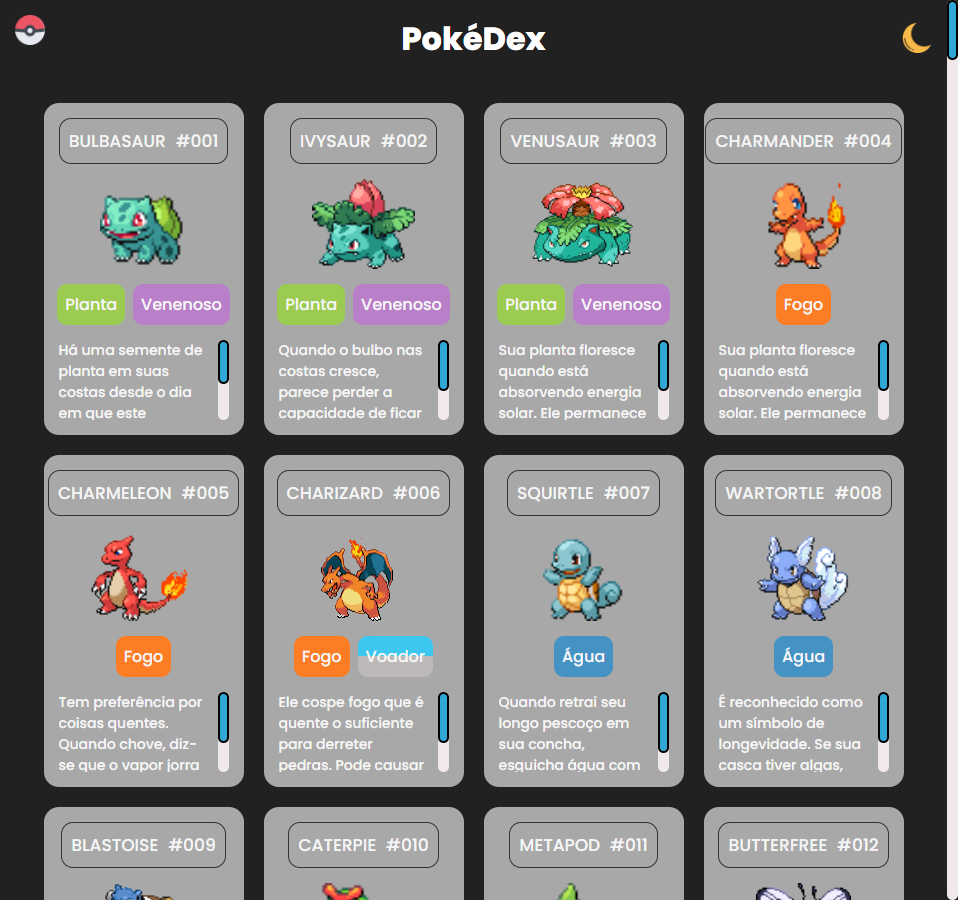 PokéDex
BULBASAUR #001
Planta Venenoso
Há uma semente de
planta em suas
costas desde o dia
em que este
IVYSAUR #002
Planta Venenoso
Quando o bulbo nas
costas cresce,
parece perder a
capacidade de ficar
VENUSAUR #003
Planta Venenoso
Sua planta floresce
quando está
absorvendo energia
solar. Ele permanece
CHARMANDER #004
Fogo
Sua planta floresce
quando está
absorvendo energia
solar. Ele permanece
CHARMELEON #005
Fogo
Tem preferência por
coisas quentes.
Quando chove, diz-
se que o vapor jorra
CHARIZARD #006
Fogo Voador
Ele cospe fogo que é
quente o suficiente
para derreter
pedras. Pode causar
SQUIRTLE #007
Água
Quando retrai seu
longo pescoço em
sua concha,
esguicha água com
WARTORTLE #008
Água
É reconhecido como
um símbolo de
longevidade. Se sua
casca tiver algas,
BLASTOISE #009
CATERPIE #010
METAPOD #011
BUTTERFREE #012